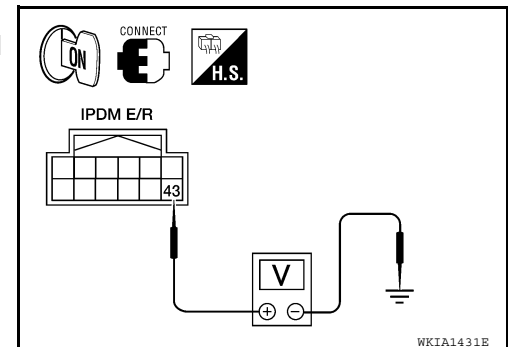 ON
CONNECT
H.S.
IPDM E/R
43
V
+ −
WKIA1431E